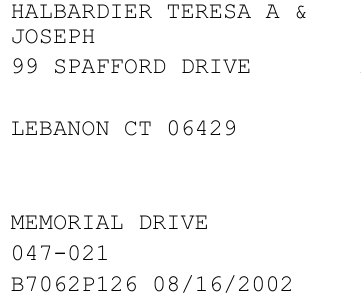 HALBARDIER TERESA A &
JOSEPH
99 SPAFFORD DRIVE
LEBANON CT 06429
MEMORIAL DRIVE
047-021
B7062P126 08/16/2002